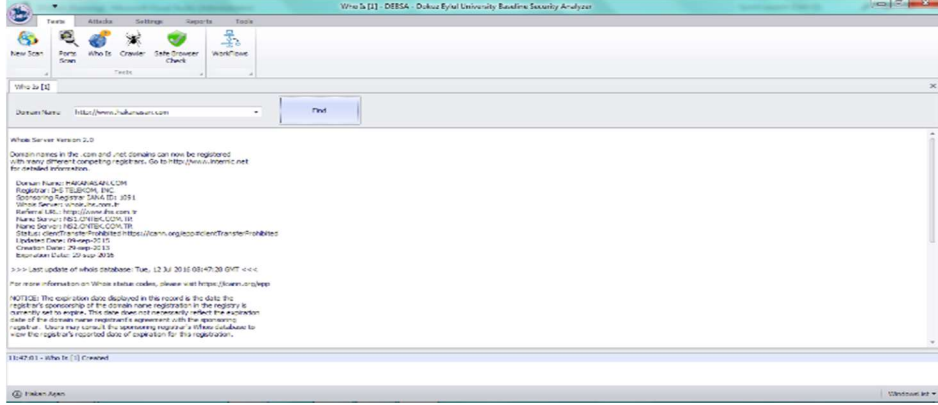 Who Is [1] - DEBSA - Dokuz Eylul University Baseline Security Analyzer
Tests Attacks Settings Reports Tools
New Scan Ports Scan Who Is Crawler Safe Browser Check WorkFlows
Tests
Who Is [1]
Domain Name http://www.hakanasan.com Find
Whois Server Version 2.0
Domain names in the .com and .net domains can now be registered
with many different competing registrars. Go to http://www.internic.net
for detailed information.
Domain Name: HAKANASAN.COM
Registrar: IHS TELEKOM, INC
Sponsoring Registrar IANA ID: 1091
Whois Server: whois.ihs.com.tr
Referral URL: http://www.ihs.com.tr
Name Server: NS1.ONTEK.COM.TR
Name Server: NS2.ONTEK.COM.TR
Status: clientTransferProhibited https://icann.org/epp#clientTransferProhibited
Updated Date: 09-sep-2015
Creation Date: 29-sep-2013
Expiration Date: 29-sep-2016
>>> Last update of whois database: Tue, 12 Jul 2016 08:47:28 GMT <<<
For more information on Whois status codes, please visit https://icann.org/epp
NOTICE: The expiration date displayed in this record is the date the
registrar's sponsorship of the domain name registration in the registry is
currently set to expire. This date does not necessarily reflect the expiration
date of the domain name registrant's agreement with the sponsoring
registrar. Users may consult the sponsoring registrar's Whois database to
view the registrar's reported date of expiration for this registration.
11:47:01 - Who Is [1] Created
Hakan Aşan WindowsList